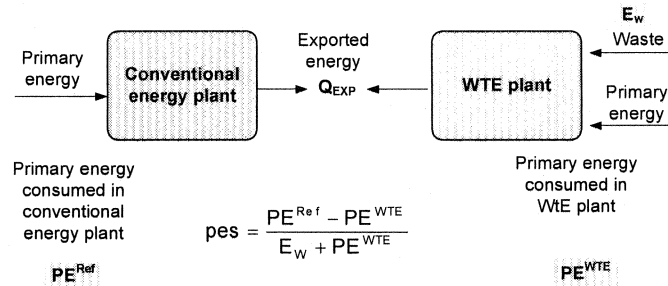 E_W
Waste
Primary
energy
Conventional
energy plant
Exported
energy
Q_EXP
WTE plant
Primary
energy
Primary energy
consumed in
conventional
energy plant
PE^Ref
pes = (PE^Ref − PE^WTE) / (E_W + PE^WTE)
Primary energy
consumed in
WtE plant
PE^WTE